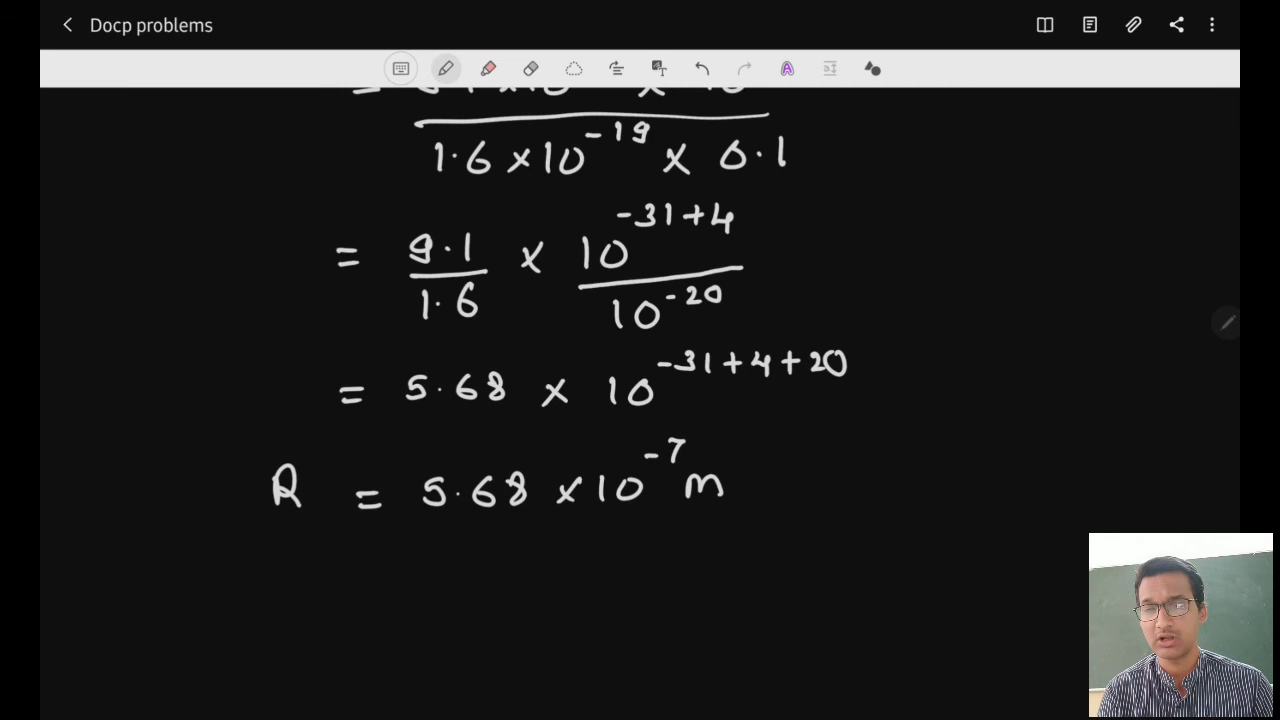 Docp problems
1.6 × 10^-19 × 0.1
= 9.1/1.6 × 10^-31+4/10^-20
= 5.68 × 10^-31+4+20
R = 5.68 × 10^-7 m